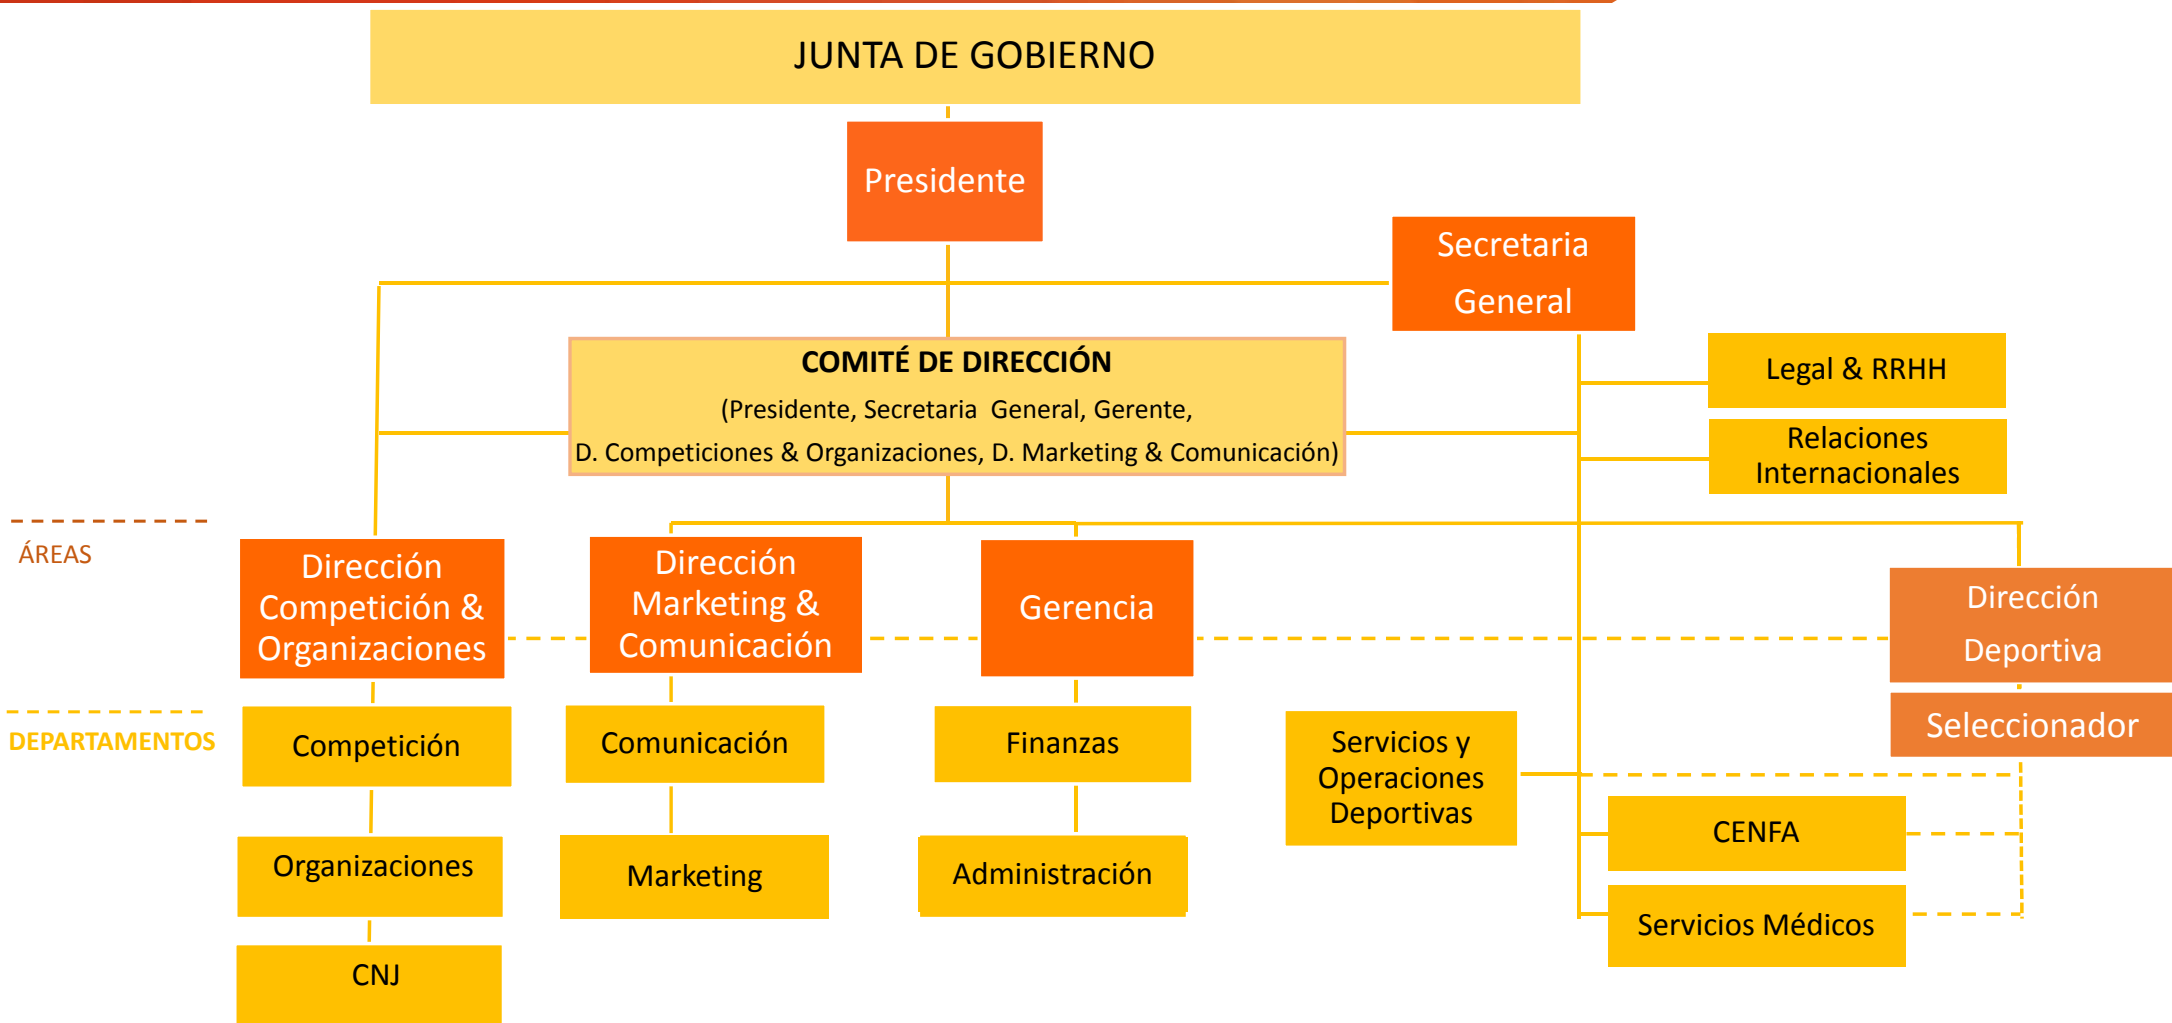 JUNTA DE GOBIERNO
Presidente
Secretaria
General
COMITÉ DE DIRECCIÓN
(Presidente, Secretaria General, Gerente,
D. Competiciones & Organizaciones, D. Marketing & Comunicación)
Legal & RRHH
Relaciones
Internacionales
ÁREAS
Dirección
Competición &
Organizaciones
Dirección
Marketing &
Comunicación
Gerencia
Dirección
Deportiva
Seleccionador
DEPARTAMENTOS
Competición
Comunicación
Finanzas
Servicios y
Operaciones
Deportivas
CENFA
Organizaciones
Marketing
Administración
Servicios Médicos
CNJ